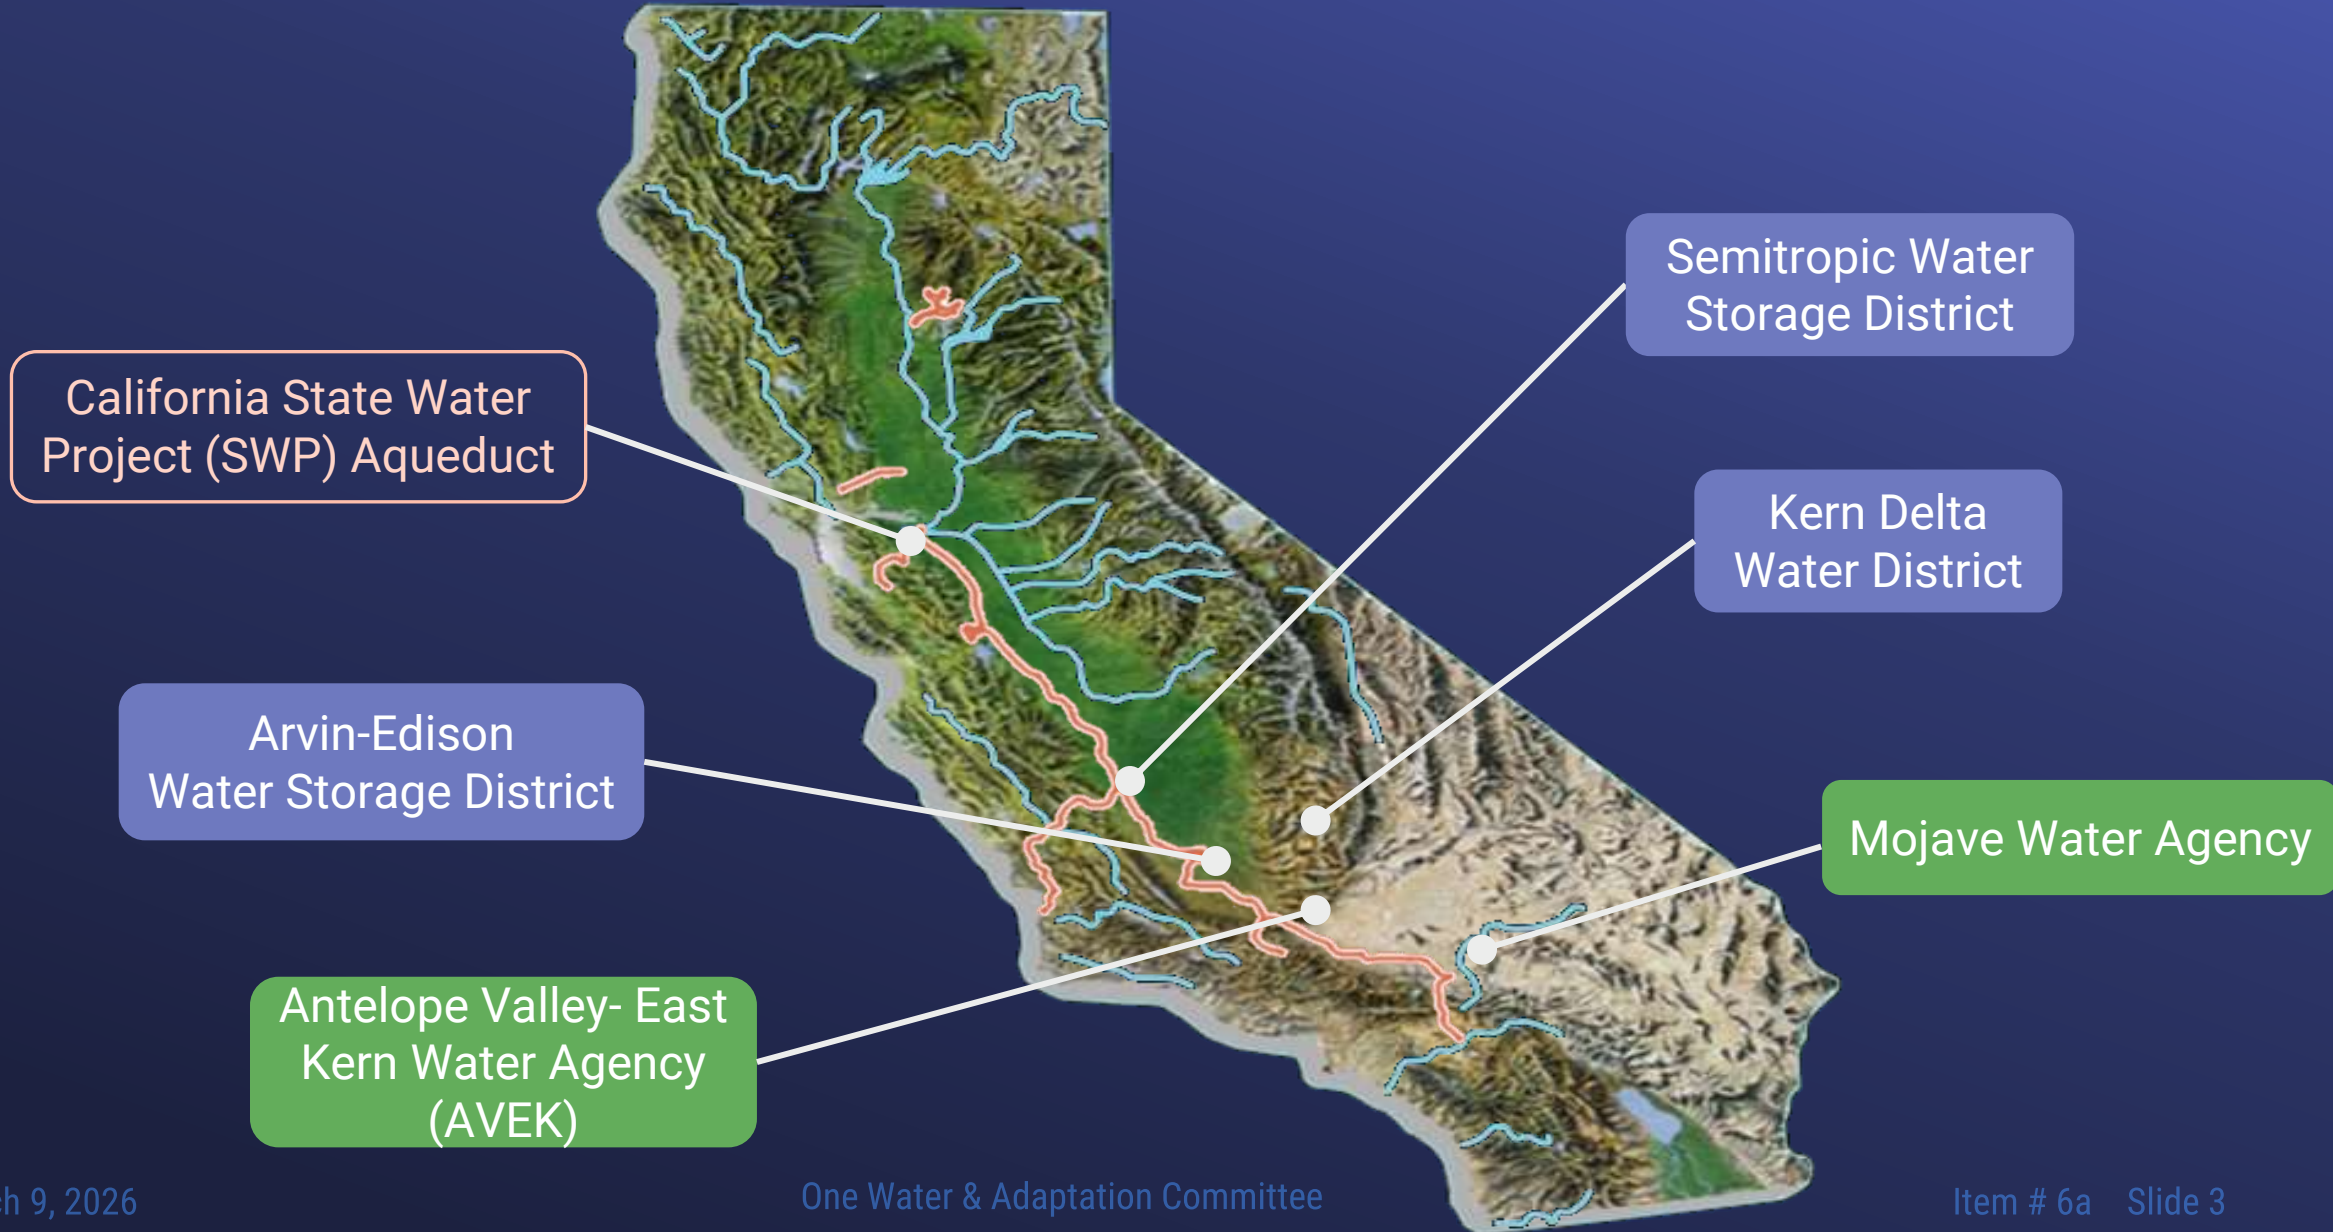 Semitropic Water
Storage District
California State Water
Project (SWP) Aqueduct
Kern Delta
Water District
Arvin-Edison
Water Storage District
Mojave Water Agency
Antelope Valley- East
Kern Water Agency
(AVEK)
9, 2026
One Water & Adaptation Committee
Item # 6a Slide 3